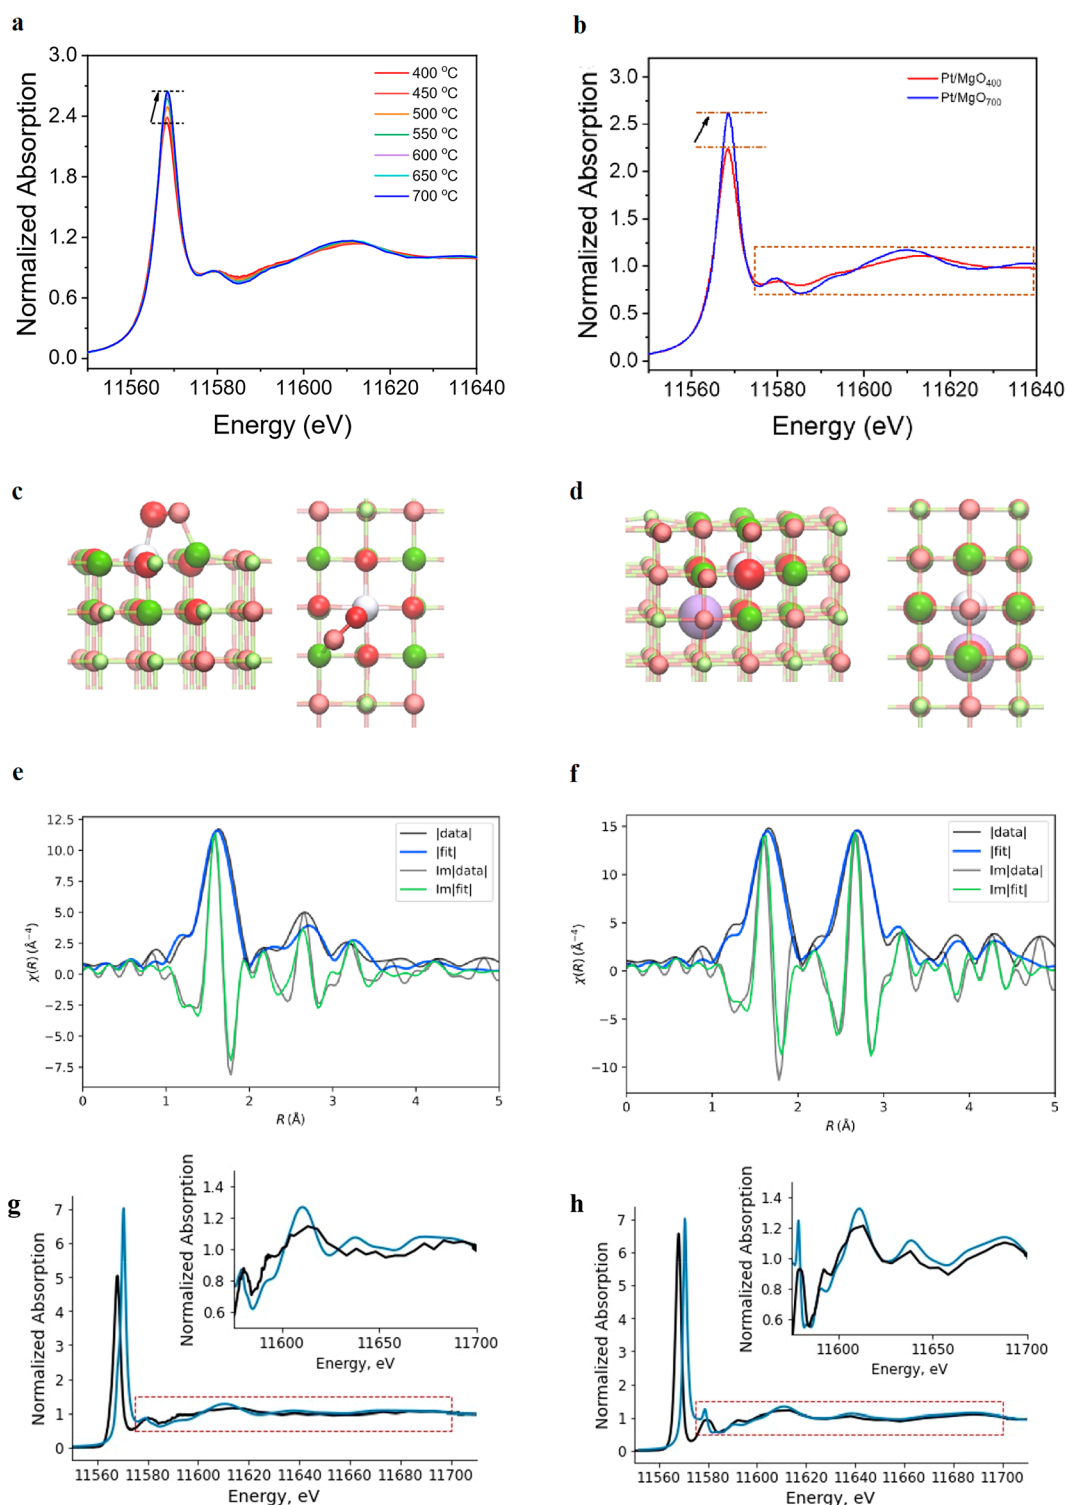 a
3.0
2.4
1.8
1.2
0.6
0.0
Normalized Absorption
400 °C
450 °C
500 °C
550 °C
600 °C
650 °C
700 °C
11560 11580 11600 11620 11640
Energy (eV)
b
3.0
2.5
2.0
1.5
1.0
0.5
0.0
Normalized Absorption
Pt/MgO400
Pt/MgO700
11560 11580 11600 11620 11640
Energy (eV)
c
d
e
12.5
10.0
7.5
5.0
2.5
0.0
−2.5
−5.0
−7.5
χ(R) (Å⁻⁴)
|data|
|fit|
Im|data|
Im|fit|
0 1 2 3 4 5
R (Å)
f
15
10
5
0
−5
−10
χ(R) (Å⁻⁴)
|data|
|fit|
Im|data|
Im|fit|
0 1 2 3 4 5
R (Å)
g
7
6
5
4
3
2
1
0
Normalized Absorption
1.4
1.2
1.0
0.8
0.6
Normalized Absorption
11600 11650 11700
Energy, eV
11560 11580 11600 11620 11640 11660 11680 11700
Energy, eV
h
7
6
5
4
3
2
1
0
Normalized Absorption
1.4
1.2
1.0
0.8
0.6
Normalized Absorption
11600 11650 11700
Energy, eV
11560 11580 11600 11620 11640 11660 11680 11700
Energy, eV